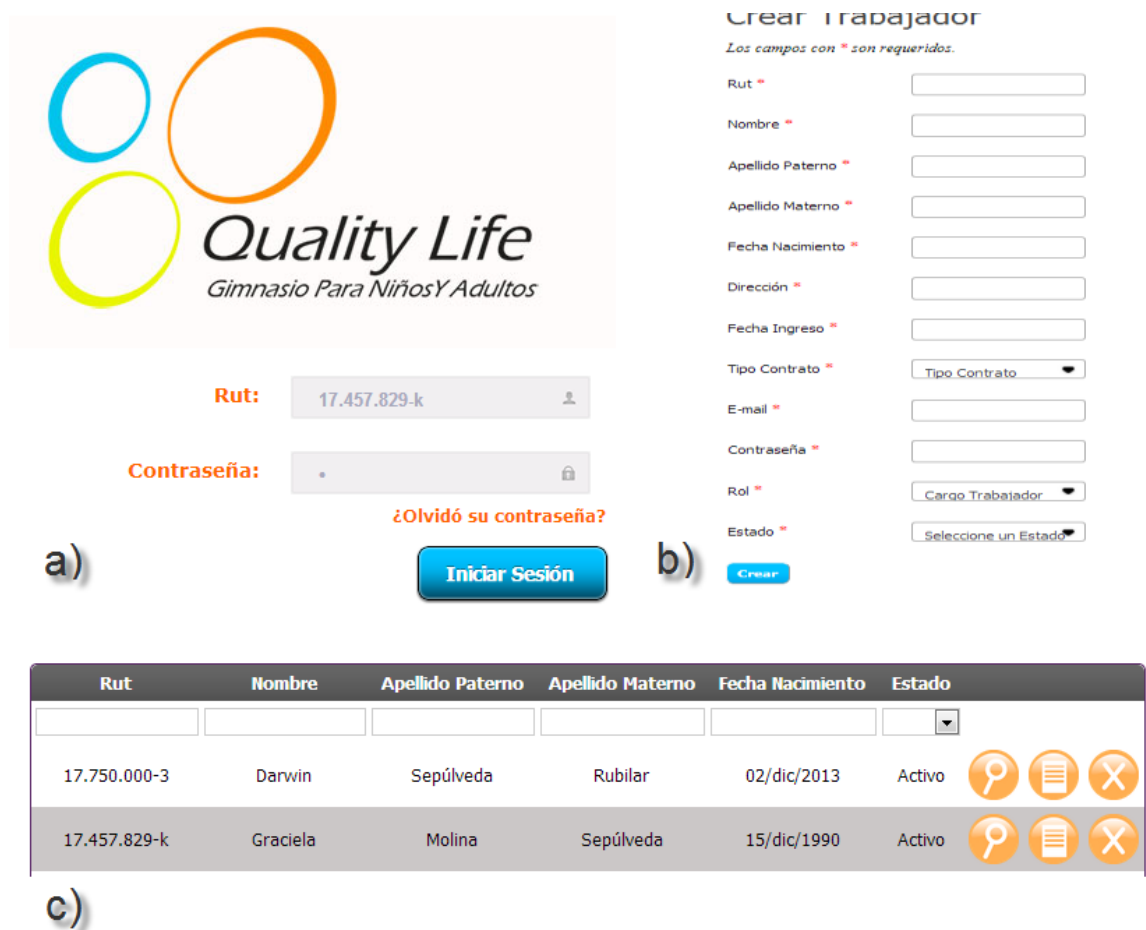 Quality Life
Gimnasio Para NiñosY Adultos
Rut:
17.457.829-k
Contraseña:
•
¿Olvidó su contraseña?
Iniciar Sesión
a)
Crear Trabajador
Los campos con * son requeridos.
Rut *
Nombre *
Apellido Paterno *
Apellido Materno *
Fecha Nacimiento *
Dirección *
Fecha Ingreso *
Tipo Contrato * Tipo Contrato
E-mail *
Contraseña *
Rol * Cargo Trabajador
Estado * Seleccione un Estado
Crear
b)
Rut Nombre Apellido Paterno Apellido Materno Fecha Nacimiento Estado
17.750.000-3 Darwin Sepúlveda Rubilar 02/dic/2013 Activo
17.457.829-k Graciela Molina Sepúlveda 15/dic/1990 Activo
c)